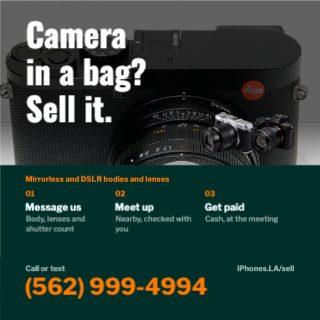 Camera
in a bag?
Sell it.
Leica
Mirrorless and DSLR bodies and lenses
01
Message us
Body, lenses and
shutter count
02
Meet up
Nearby, checked with
you
03
Get paid
Cash, at the meeting
Call or text
(562) 999-4994
iPhones.LA/sell